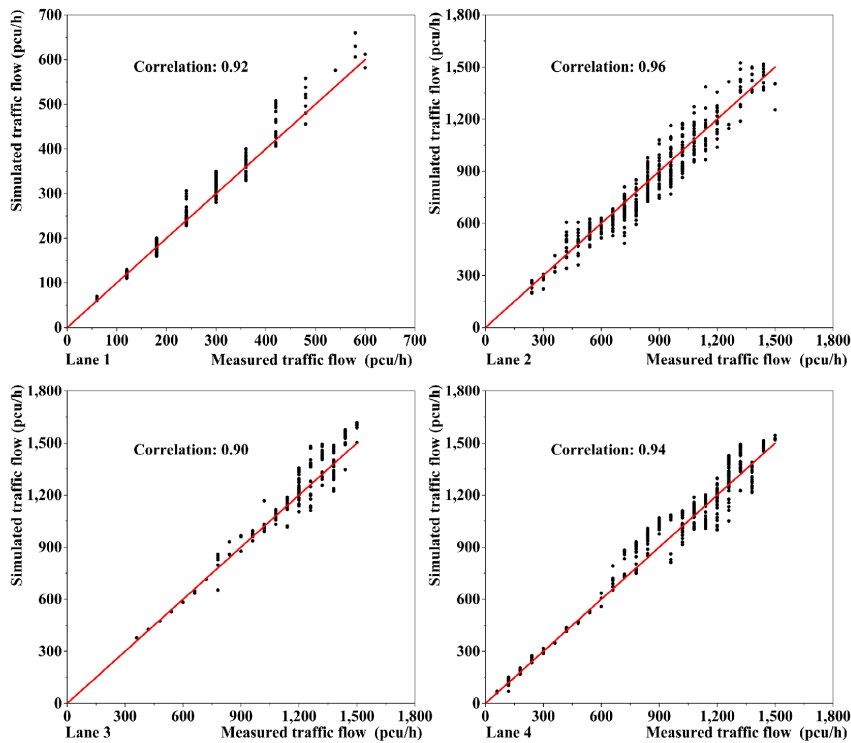 Simulated traffic flow (pcu/h)
700
600
500
400
300
200
100
0
Correlation: 0.92
0 100 200 300 400 500 600 700
Lane 1 Measured traffic flow (pcu/h)
Simulated traffic flow (pcu/h)
1,800
1,500
1,200
900
600
300
0
Correlation: 0.96
0 300 600 900 1,200 1,500 1,800
Lane 2 Measured traffic flow (pcu/h)
Simulated traffic flow (pcu/h)
1,800
1,500
1,200
900
600
300
0
Correlation: 0.90
0 300 600 900 1,200 1,500 1,800
Lane 3 Measured traffic flow (pcu/h)
Simulated traffic flow (pcu/h)
1,800
1,500
1,200
900
600
300
0
Correlation: 0.94
0 300 600 900 1,200 1,500 1,800
Lane 4 Measured traffic flow (pcu/h)